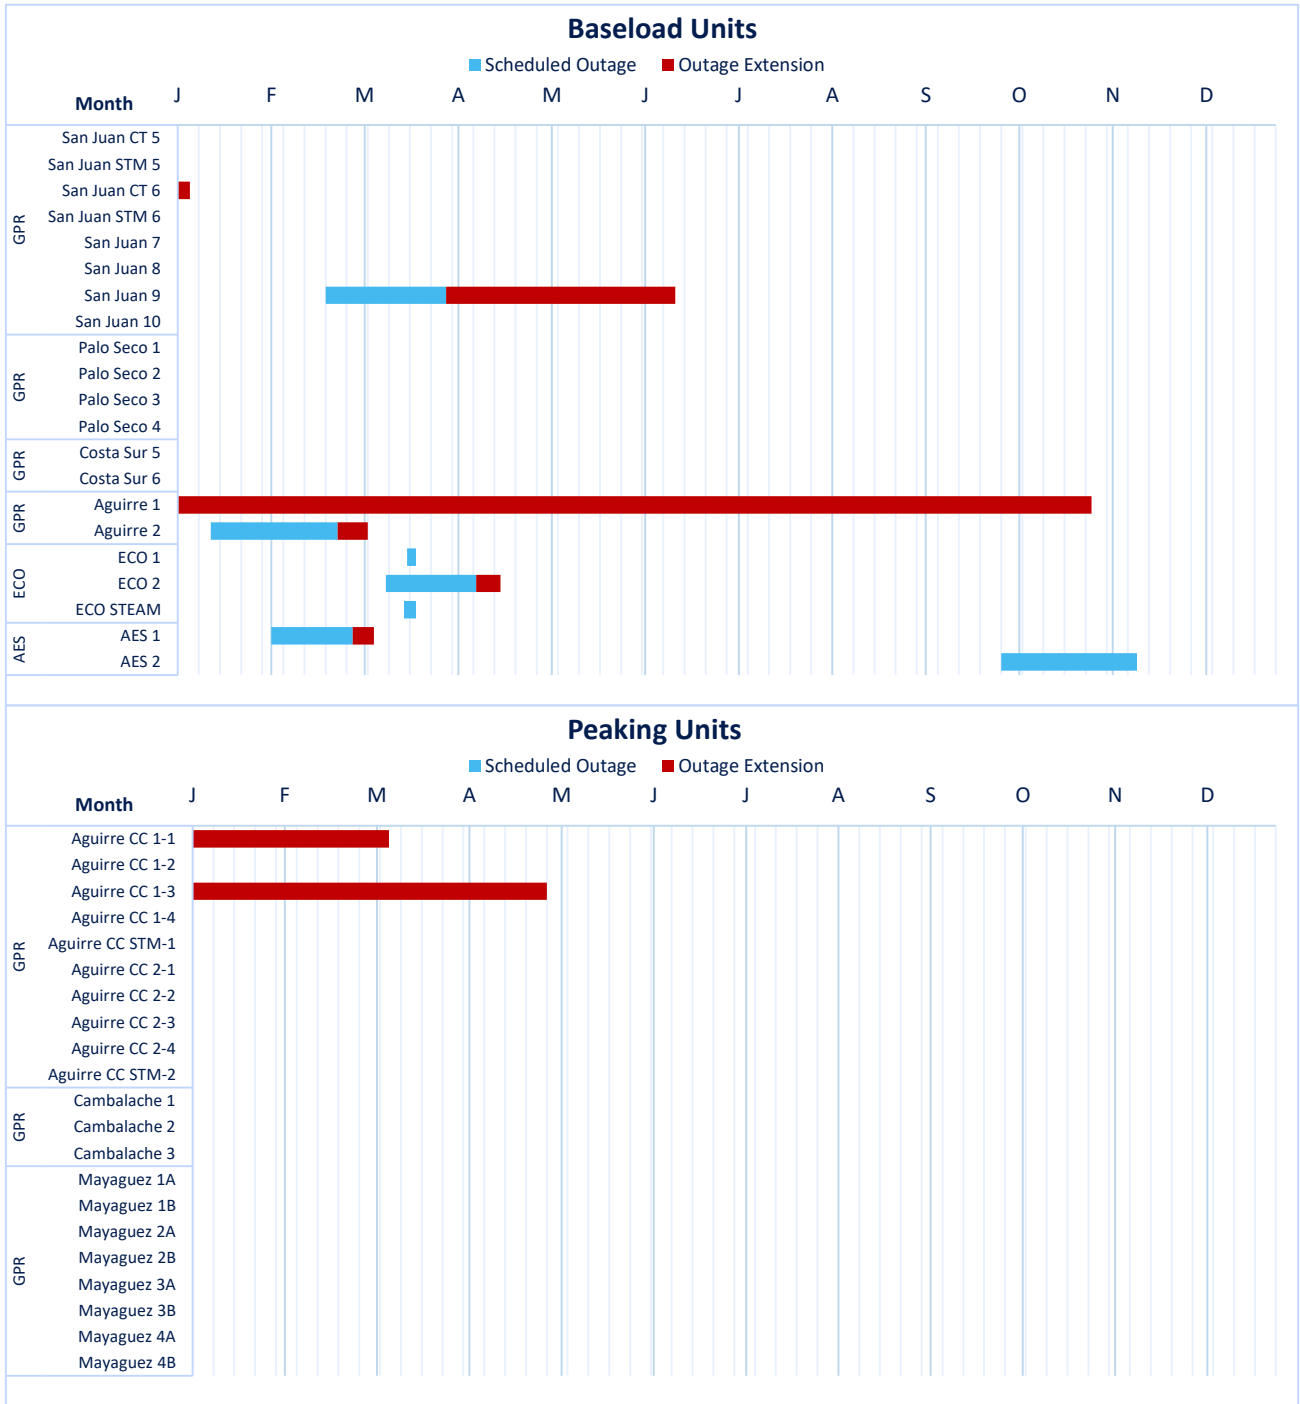 Baseload Units
Scheduled Outage Outage Extension
Month J F M A M J J A S O N D
GPR
San Juan CT 5
San Juan STM 5
San Juan CT 6
San Juan STM 6
San Juan 7
San Juan 8
San Juan 9
San Juan 10
GPR
Palo Seco 1
Palo Seco 2
Palo Seco 3
Palo Seco 4
GPR
Costa Sur 5
Costa Sur 6
GPR
Aguirre 1
Aguirre 2
ECO
ECO 1
ECO 2
ECO STEAM
AES
AES 1
AES 2
Peaking Units
Scheduled Outage Outage Extension
Month J F M A M J J A S O N D
GPR
Aguirre CC 1-1
Aguirre CC 1-2
Aguirre CC 1-3
Aguirre CC 1-4
Aguirre CC STM-1
Aguirre CC 2-1
Aguirre CC 2-2
Aguirre CC 2-3
Aguirre CC 2-4
Aguirre CC STM-2
GPR
Cambalache 1
Cambalache 2
Cambalache 3
GPR
Mayaguez 1A
Mayaguez 1B
Mayaguez 2A
Mayaguez 2B
Mayaguez 3A
Mayaguez 3B
Mayaguez 4A
Mayaguez 4B